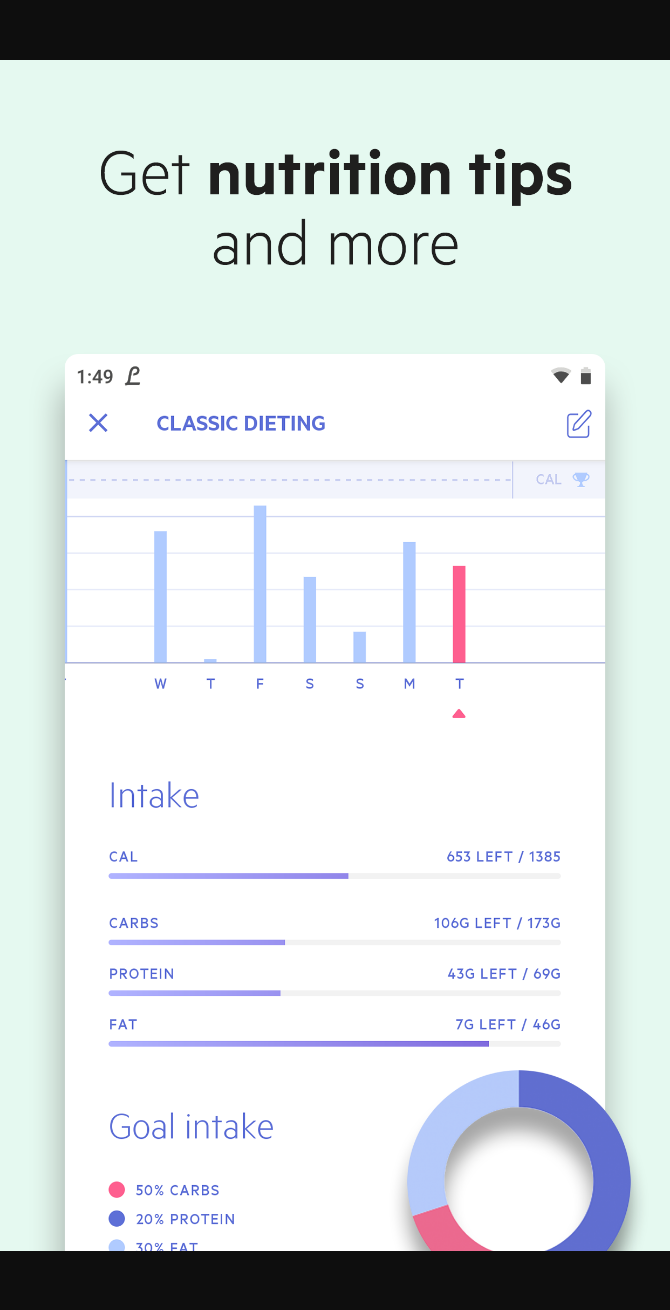 Get nutrition tips
and more
1:49
CLASSIC DIETING
CAL
W T F S S M T
Intake
CAL 653 LEFT / 1385
CARBS 106G LEFT / 173G
PROTEIN 43G LEFT / 69G
FAT 7G LEFT / 46G
Goal intake
50% CARBS
20% PROTEIN
30% FAT